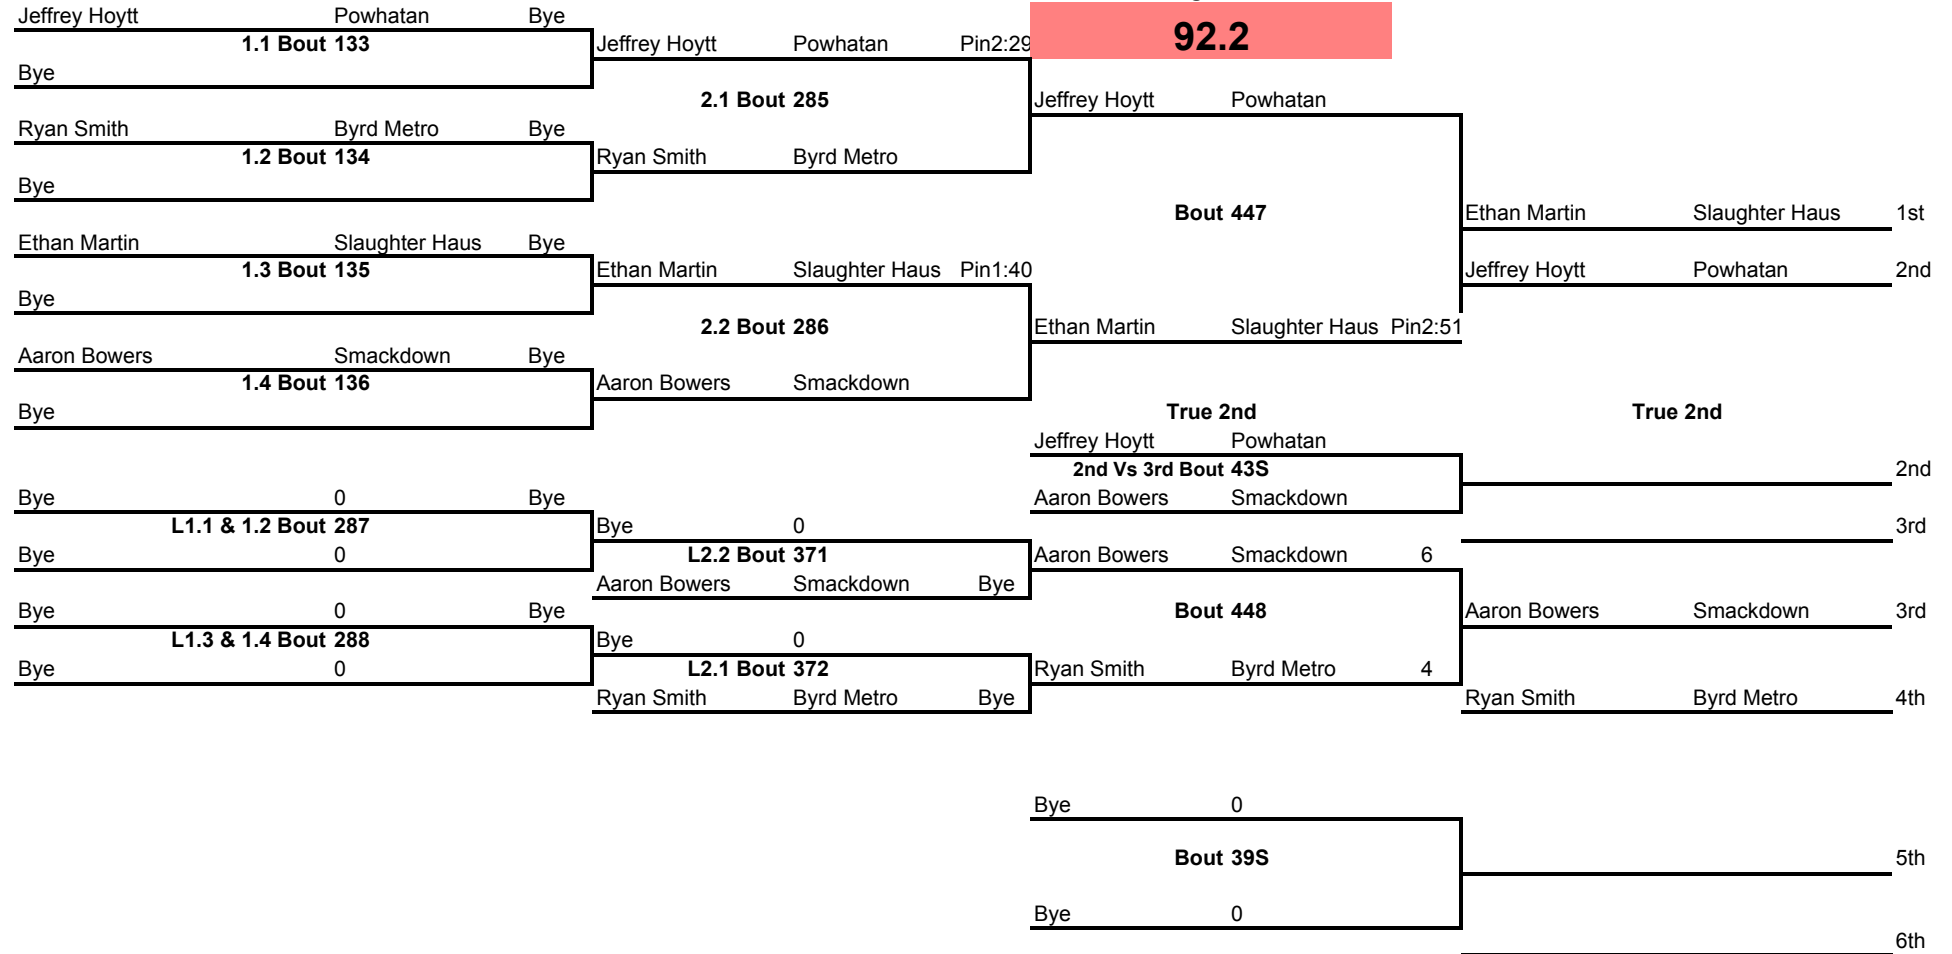 Jeffrey Hoytt Powhatan Bye
92.2
1.1 Bout 133 Jeffrey Hoytt Powhatan Pin2:29
Bye
2.1 Bout 285 Jeffrey Hoytt Powhatan
Ryan Smith Byrd Metro Bye
1.2 Bout 134 Ryan Smith Byrd Metro
Bye
Bout 447 Ethan Martin Slaughter Haus 1st
Ethan Martin Slaughter Haus Bye
1.3 Bout 135 Ethan Martin Slaughter Haus Pin1:40 Jeffrey Hoytt Powhatan 2nd
Bye
2.2 Bout 286 Ethan Martin Slaughter Haus Pin2:51
Aaron Bowers Smackdown Bye
1.4 Bout 136 Aaron Bowers Smackdown
Bye True 2nd True 2nd
Jeffrey Hoytt Powhatan
2nd Vs 3rd Bout 43S 2nd
Bye 0 Bye Aaron Bowers Smackdown
L1.1 & 1.2 Bout 287 Bye 0 3rd
Bye 0 L2.2 Bout 371 Aaron Bowers Smackdown 6
Aaron Bowers Smackdown Bye
Bye 0 Bye Bout 448 Aaron Bowers Smackdown 3rd
L1.3 & 1.4 Bout 288 Bye 0
Bye 0 L2.1 Bout 372 Ryan Smith Byrd Metro 4
Ryan Smith Byrd Metro Bye Ryan Smith Byrd Metro 4th
Bye 0
Bout 39S 5th
Bye 0
6th